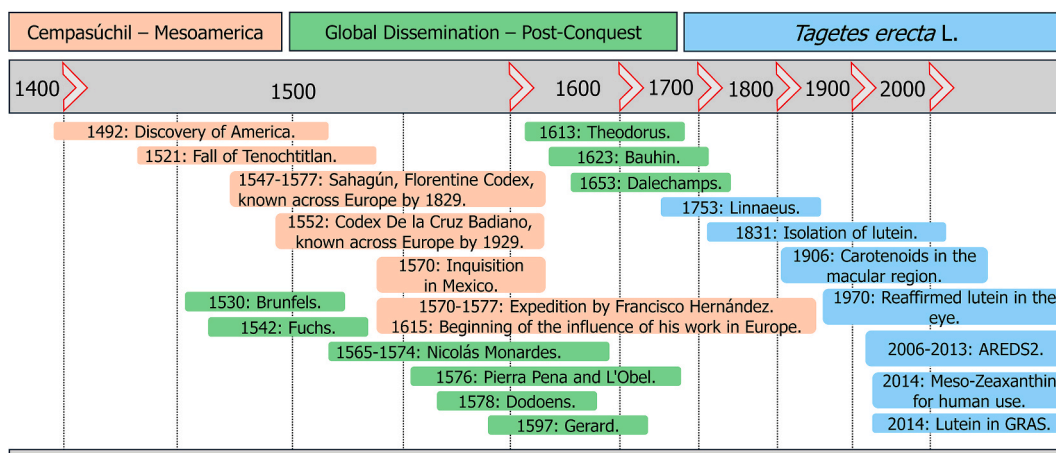 Cempasúchil – Mesoamerica
Global Dissemination – Post-Conquest
Tagetes erecta L.
1400
1500
1600
1700
1800
1900
2000
1492: Discovery of America.
1521: Fall of Tenochtitlan.
1547-1577: Sahagún, Florentine Codex,
known across Europe by 1829.
1552: Codex De la Cruz Badiano,
known across Europe by 1929.
1570: Inquisition
in Mexico.
1570-1577: Expedition by Francisco Hernández.
1615: Beginning of the influence of his work in Europe.
1530: Brunfels.
1542: Fuchs.
1565-1574: Nicolás Monardes.
1576: Pierra Pena and L'Obel.
1578: Dodoens.
1597: Gerard.
1613: Theodorus.
1623: Bauhin.
1653: Dalechamps.
1753: Linnaeus.
1831: Isolation of lutein.
1906: Carotenoids in the
macular region.
1970: Reaffirmed lutein in the
eye.
2006-2013: AREDS2.
2014: Meso-Zeaxanthin
for human use.
2014: Lutein in GRAS.